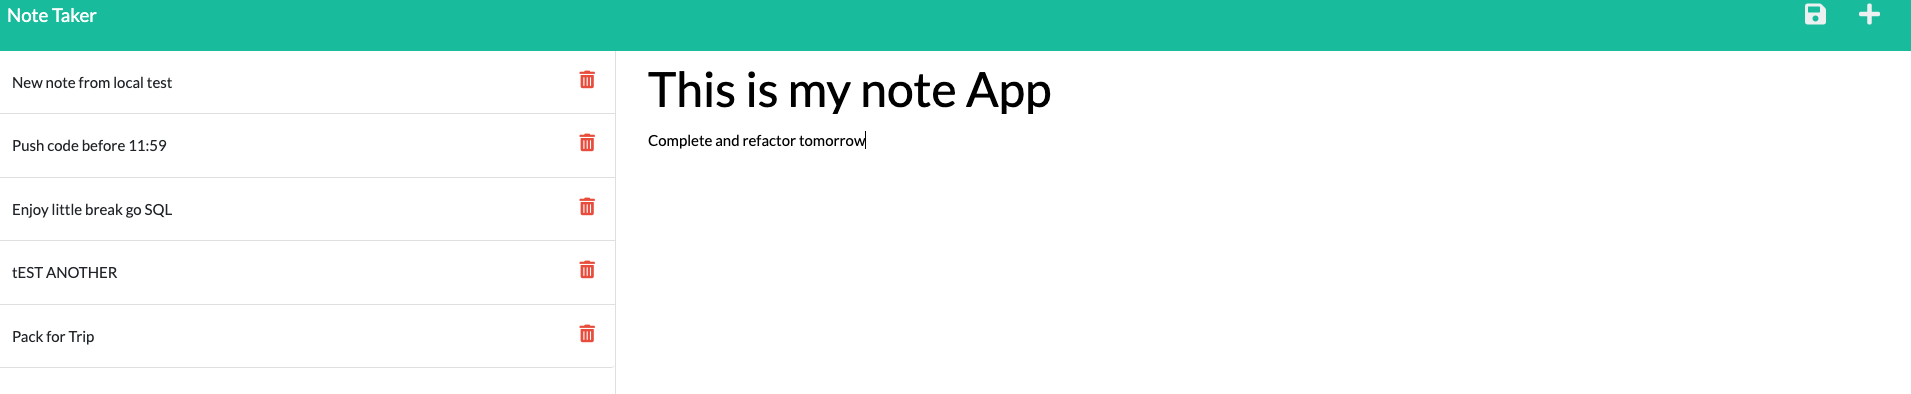 Note Taker
New note from local test
Push code before 11:59
Enjoy little break go SQL
tEST ANOTHER
Pack for Trip
This is my note App
Complete and refactor tomorrow